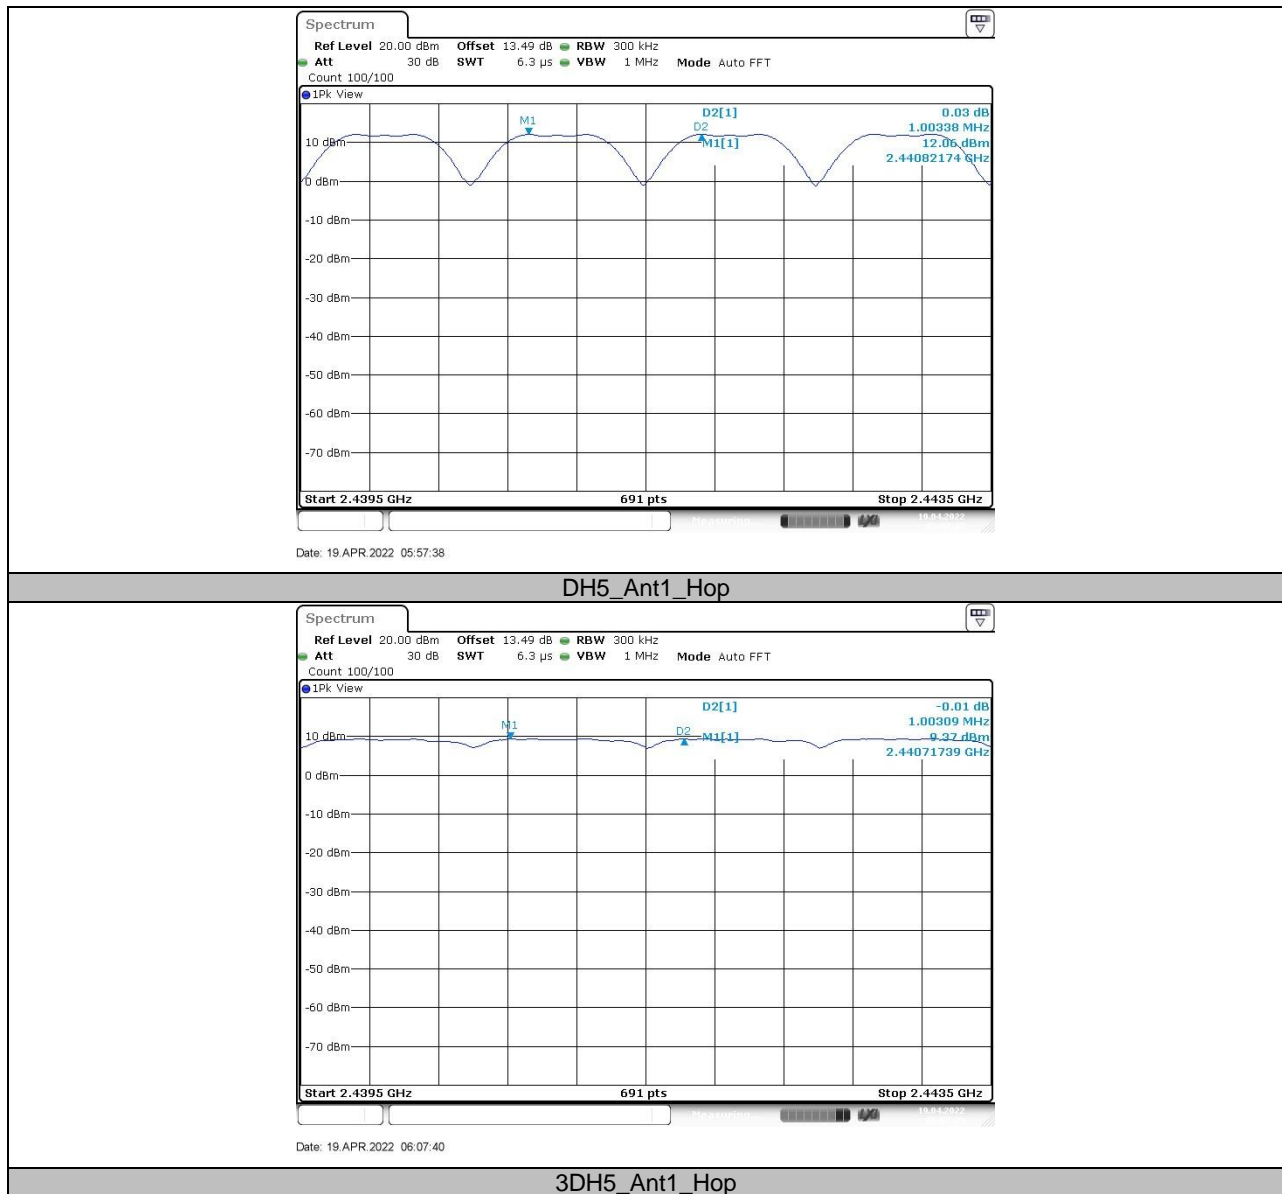 Spectrum
Ref Level 20.00 dBm Offset 13.49 dB RBW 300 kHz
Att 30 dB SWT 6.3 µs VBW 1 MHz Mode Auto FFT
Count 100/100
1Pk View
D2[1] 0.03 dB
1.00338 MHz
M1[1] 12.06 dBm
2.44082174 GHz
M1
D2
10 dBm
0 dBm
-10 dBm
-20 dBm
-30 dBm
-40 dBm
-50 dBm
-60 dBm
-70 dBm
Start 2.4395 GHz 691 pts Stop 2.4435 GHz
Measuring... 19.04.2022
Date: 19.APR.2022 05:57:38
DH5_Ant1_Hop
Spectrum
Ref Level 20.00 dBm Offset 13.49 dB RBW 300 kHz
Att 30 dB SWT 6.3 µs VBW 1 MHz Mode Auto FFT
Count 100/100
1Pk View
D2[1] -0.01 dB
1.00309 MHz
M1[1] 9.37 dBm
2.44071739 GHz
M1
D2
10 dBm
0 dBm
-10 dBm
-20 dBm
-30 dBm
-40 dBm
-50 dBm
-60 dBm
-70 dBm
Start 2.4395 GHz 691 pts Stop 2.4435 GHz
Measuring... 19.04.2022
Date: 19.APR.2022 06:07:40
3DH5_Ant1_Hop